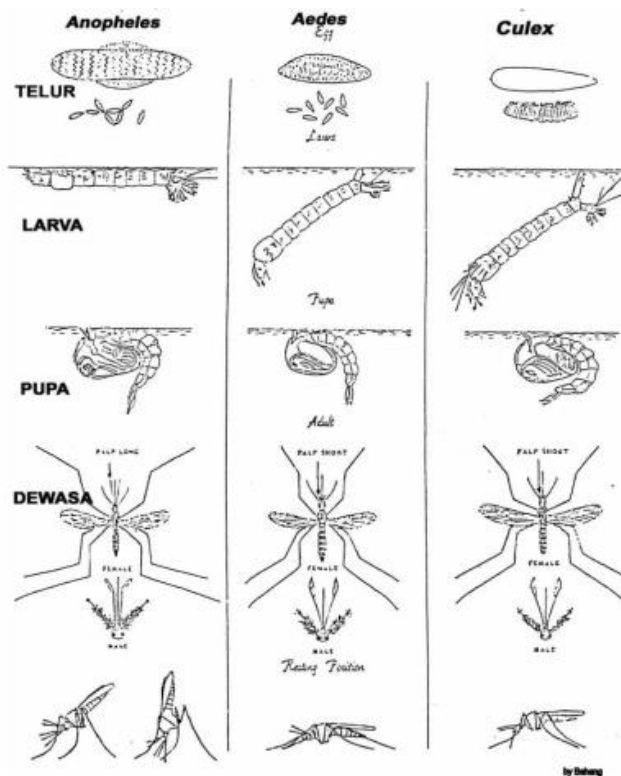 Anopheles
Aedes
Culex
Egg
TELUR
Larva
LARVA
Pupa
PUPA
Adult
DEWASA
PALP LONG
PALP SHORT
PALP SHORT
FEMALE
FEMALE
FEMALE
MALE
MALE
MALE
Resting Position
by Bahang